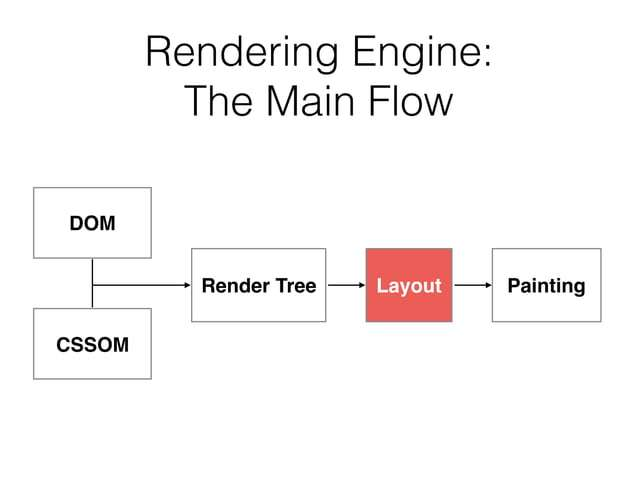 Rendering Engine:
The Main Flow
DOM
Render Tree
Layout
Painting
CSSOM